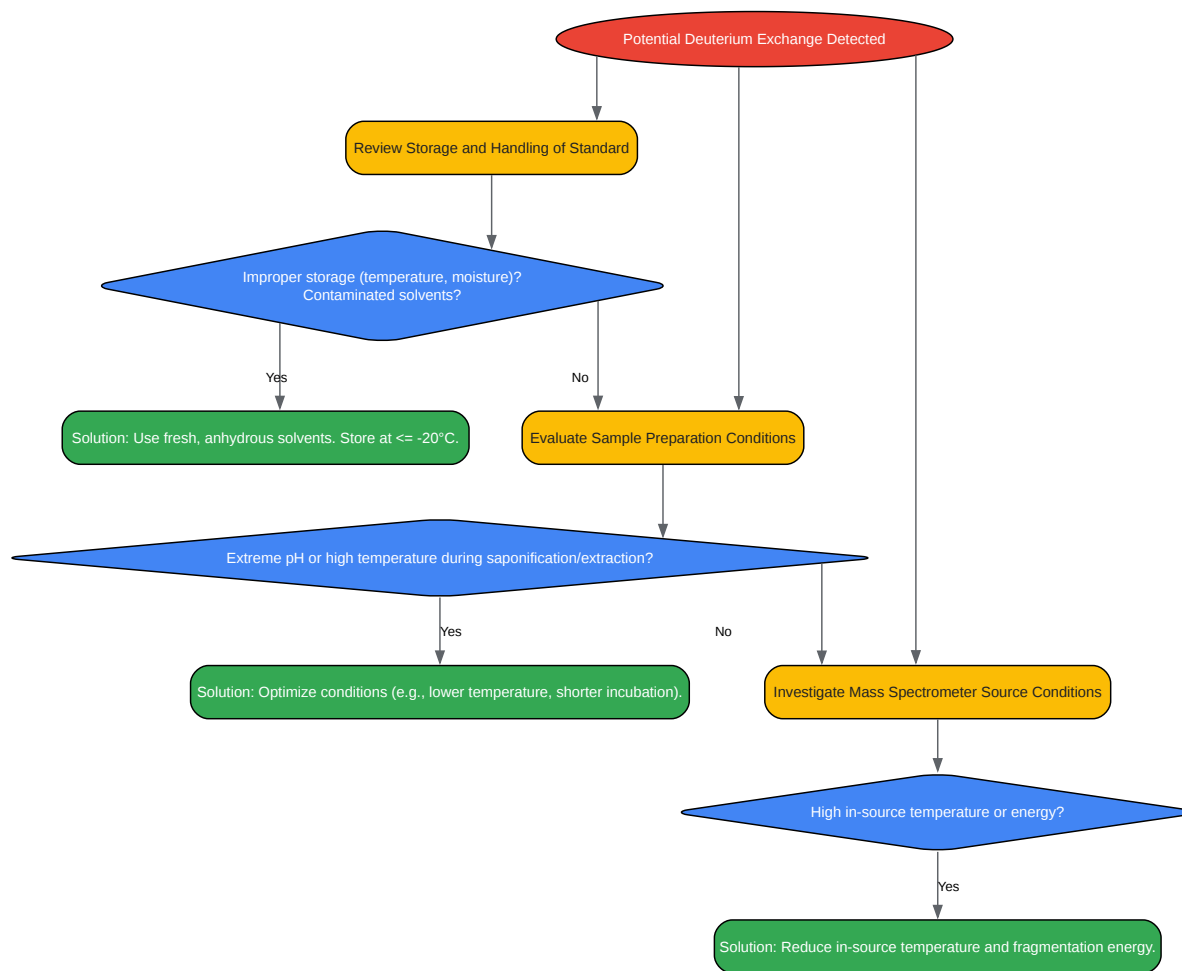 Potential Deuterium Exchange Detected
Review Storage and Handling of Standard
Improper storage (temperature, moisture)?
Contaminated solvents?
Yes
No
Solution: Use fresh, anhydrous solvents. Store at <= -20°C.
Evaluate Sample Preparation Conditions
Extreme pH or high temperature during saponification/extraction?
Yes
No
Solution: Optimize conditions (e.g., lower temperature, shorter incubation).
Investigate Mass Spectrometer Source Conditions
High in-source temperature or energy?
Yes
Solution: Reduce in-source temperature and fragmentation energy.